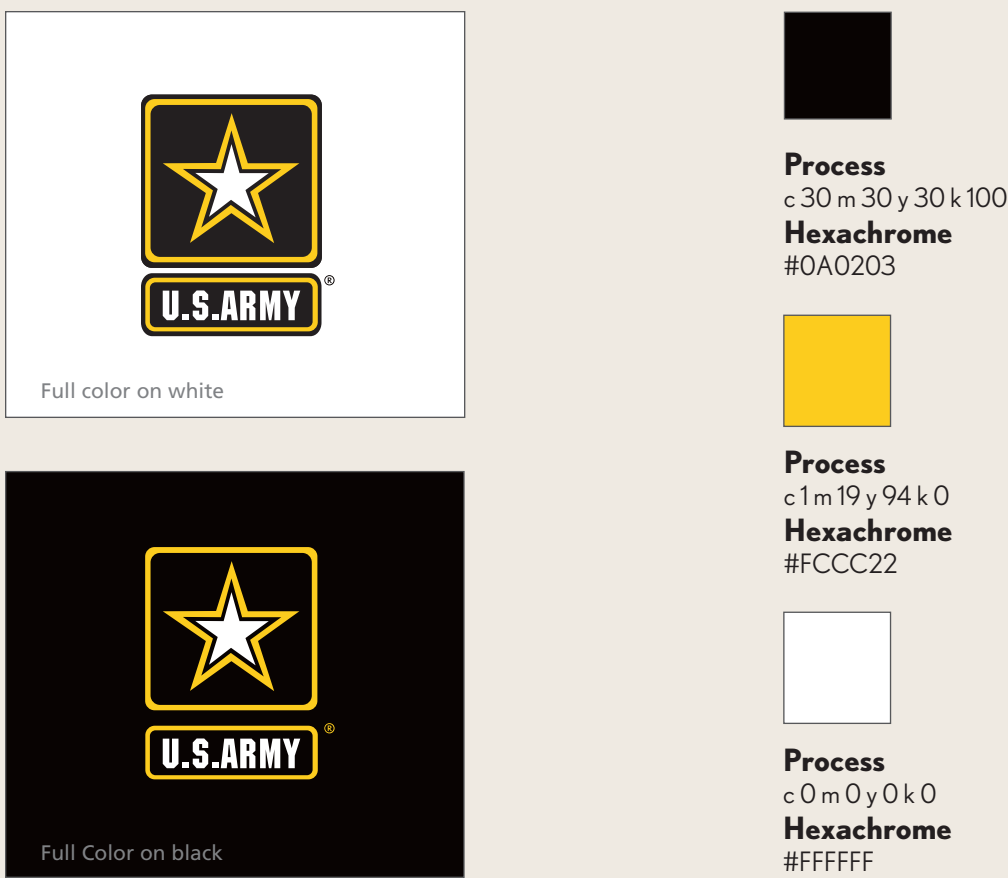 U.S.ARMY ®
Full color on white
U.S.ARMY ®
Full Color on black
Process
c 30 m 30 y 30 k 100
Hexachrome
#0A0203
Process
c 1 m 19 y 94 k 0
Hexachrome
#FCCC22
Process
c 0 m 0 y 0 k 0
Hexachrome
#FFFFFF